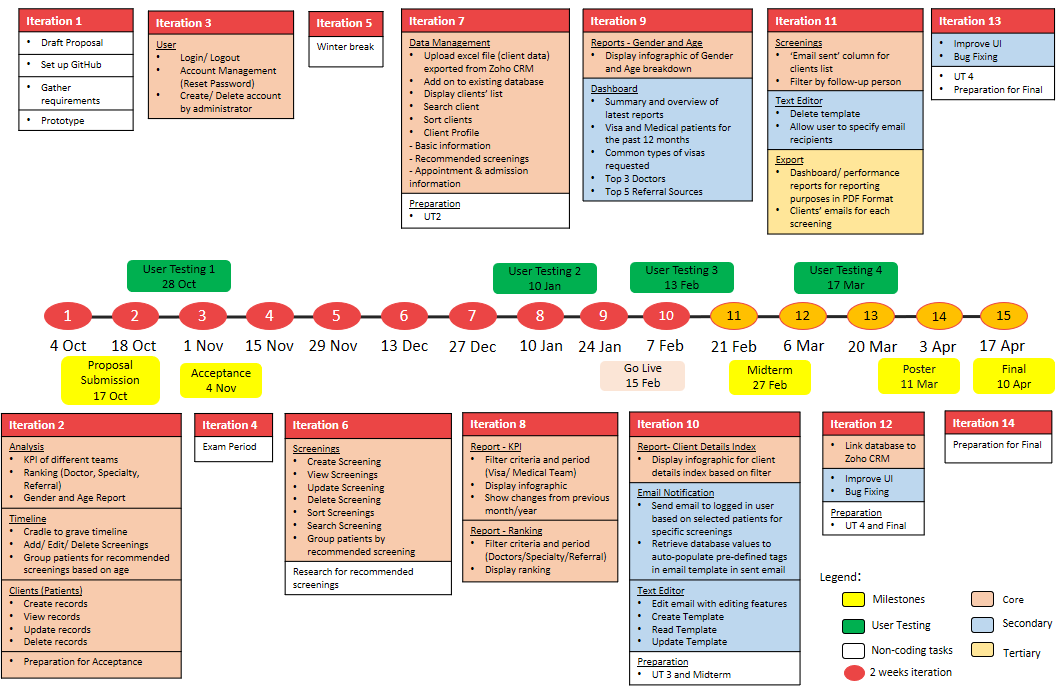 Iteration 1
• Draft Proposal
• Set up GitHub
• Gather
requirements
• Prototype
Iteration 3
User
• Login/ Logout
• Account Management
(Reset Password)
• Create/ Delete account
by administrator
Iteration 5
Winter break
Iteration 7
Data Management
• Upload excel file (client data)
exported from Zoho CRM
• Add on to existing database
• Display clients' list
• Search client
• Sort clients
• Client Profile
- Basic information
- Recommended screenings
- Appointment & admission
information
Preparation
• UT2
Iteration 9
Reports - Gender and Age
• Display infographic of Gender
and Age breakdown
Dashboard
• Summary and overview of
latest reports
• Visa and Medical patients for
the past 12 months
• Common types of visas
requested
• Top 3 Doctors
• Top 5 Referral Sources
Iteration 11
Screenings
• 'Email sent' column for
clients list
• Filter by follow-up person
Text Editor
• Delete template
• Allow user to specify email
recipients
Export
• Dashboard/ performance
reports for reporting
purposes in PDF Format
• Clients' emails for each
screening
Iteration 13
• Improve UI
• Bug Fixing
• UT 4
• Preparation for Final
User Testing 1
28 Oct
User Testing 2
10 Jan
User Testing 3
13 Feb
User Testing 4
17 Mar
1 2 3 4 5 6 7 8 9 10 11 12 13 14 15
4 Oct 18 Oct 1 Nov 15 Nov 29 Nov 13 Dec 27 Dec 10 Jan 24 Jan 7 Feb 21 Feb 6 Mar 20 Mar 3 Apr 17 Apr
Proposal
Submission
17 Oct
Acceptance
4 Nov
Go Live
15 Feb
Midterm
27 Feb
Poster
11 Mar
Final
10 Apr
Iteration 2
Analysis
• KPI of different teams
• Ranking (Doctor, Specialty,
Referral)
• Gender and Age Report
Timeline
• Cradle to grave timeline
• Add/ Edit/ Delete Screenings
• Group patients for recommended
screenings based on age
Clients (Patients)
• Create records
• View records
• Update records
• Delete records
• Preparation for Acceptance
Iteration 4
Exam Period
Iteration 6
Screenings
• Create Screening
• View Screenings
• Update Screening
• Delete Screening
• Sort Screenings
• Search Screening
• Group patients by
recommended screening
Research for recommended
screenings
Iteration 8
Report - KPI
• Filter criteria and period
(Visa/ Medical Team)
• Display infographic
• Show changes from previous
month/year
Report - Ranking
• Filter criteria and period
(Doctors/Specialty/Referral)
• Display ranking
Iteration 10
Report- Client Details Index
• Display infographic for client
details index based on filter
Email Notification
• Send email to logged in user
based on selected patients for
specific screenings
• Retrieve database values to
auto-populate pre-defined tags
in email template in sent email
Text Editor
• Edit email with editing features
• Create Template
• Read Template
• Update Template
Preparation
• UT 3 and Midterm
Iteration 12
• Link database to
Zoho CRM
• Improve UI
• Bug Fixing
Preparation
• UT 4 and Final
Iteration 14
Preparation for Final
Legend:
Milestones
User Testing
Non-coding tasks
2 weeks iteration
Core
Secondary
Tertiary